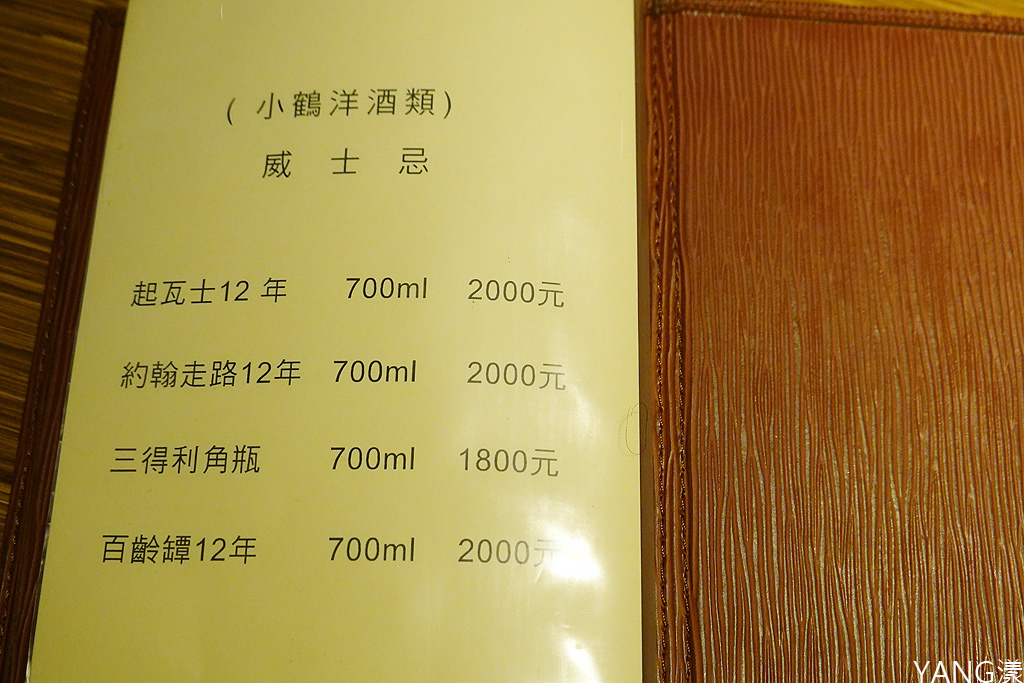 ( 小鶴洋酒類)
威 士 忌
起瓦士12 年 700ml 2000元
約翰走路12年 700ml 2000元
三得利角瓶 700ml 1800元
百齡罈12年 700ml 2000元
YANG漾